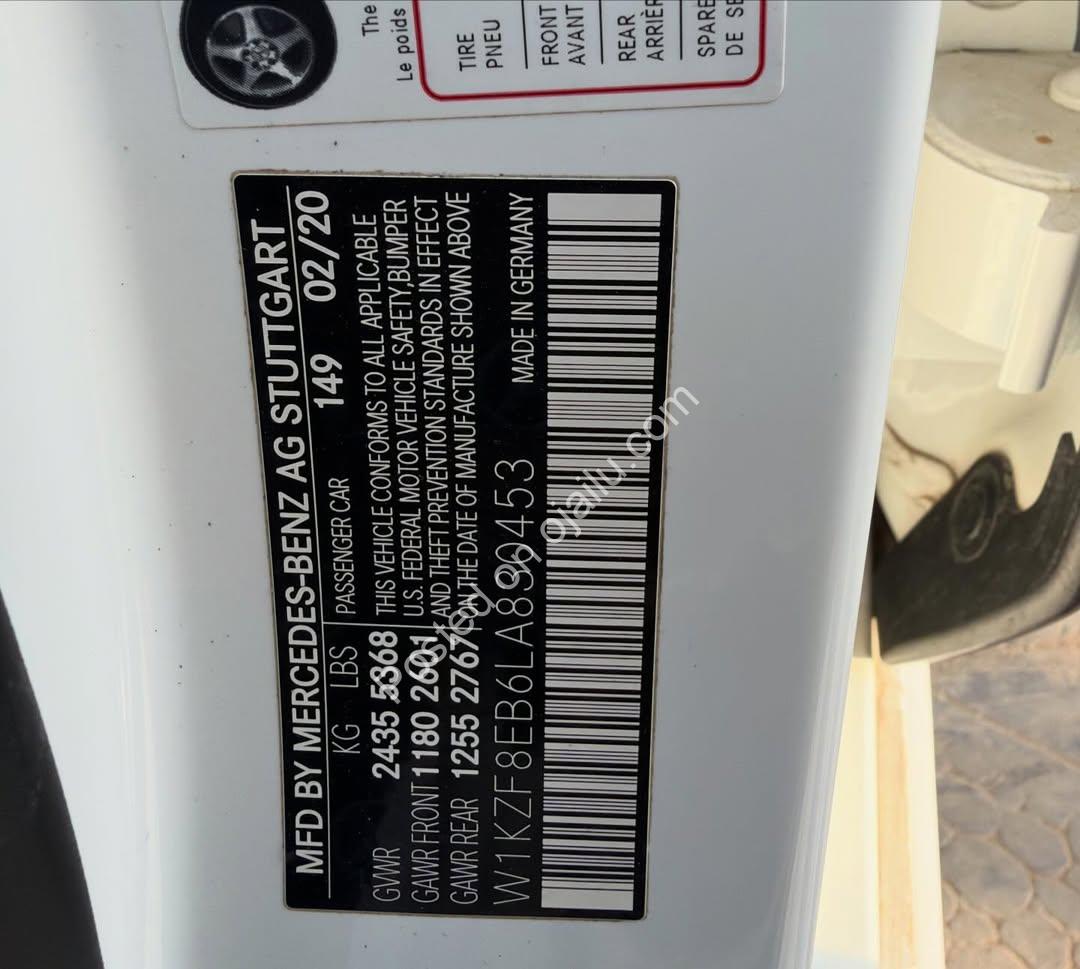 The
Le poids
TIRE
PNEU
FRONT
AVANT
REAR
ARRIÈR
SPARE
DE SE
MFD BY MERCEDES-BENZ AG STUTTGART
KG LBS PASSENGER CAR 149 02/20
GVWR 2435 5368 THIS VEHICLE CONFORMS TO ALL APPLICABLE
GAWR FRONT 1180 2601 U.S. FEDERAL MOTOR VEHICLE SAFETY,BUMPER
GAWR REAR 1255 2767 AND THEFT PREVENTION STANDARDS IN EFFECT
ON THE DATE OF MANUFACTURE SHOWN ABOVE
W1KZF8EB6LA830453 MADE IN GERMANY
posted on ojailu.com